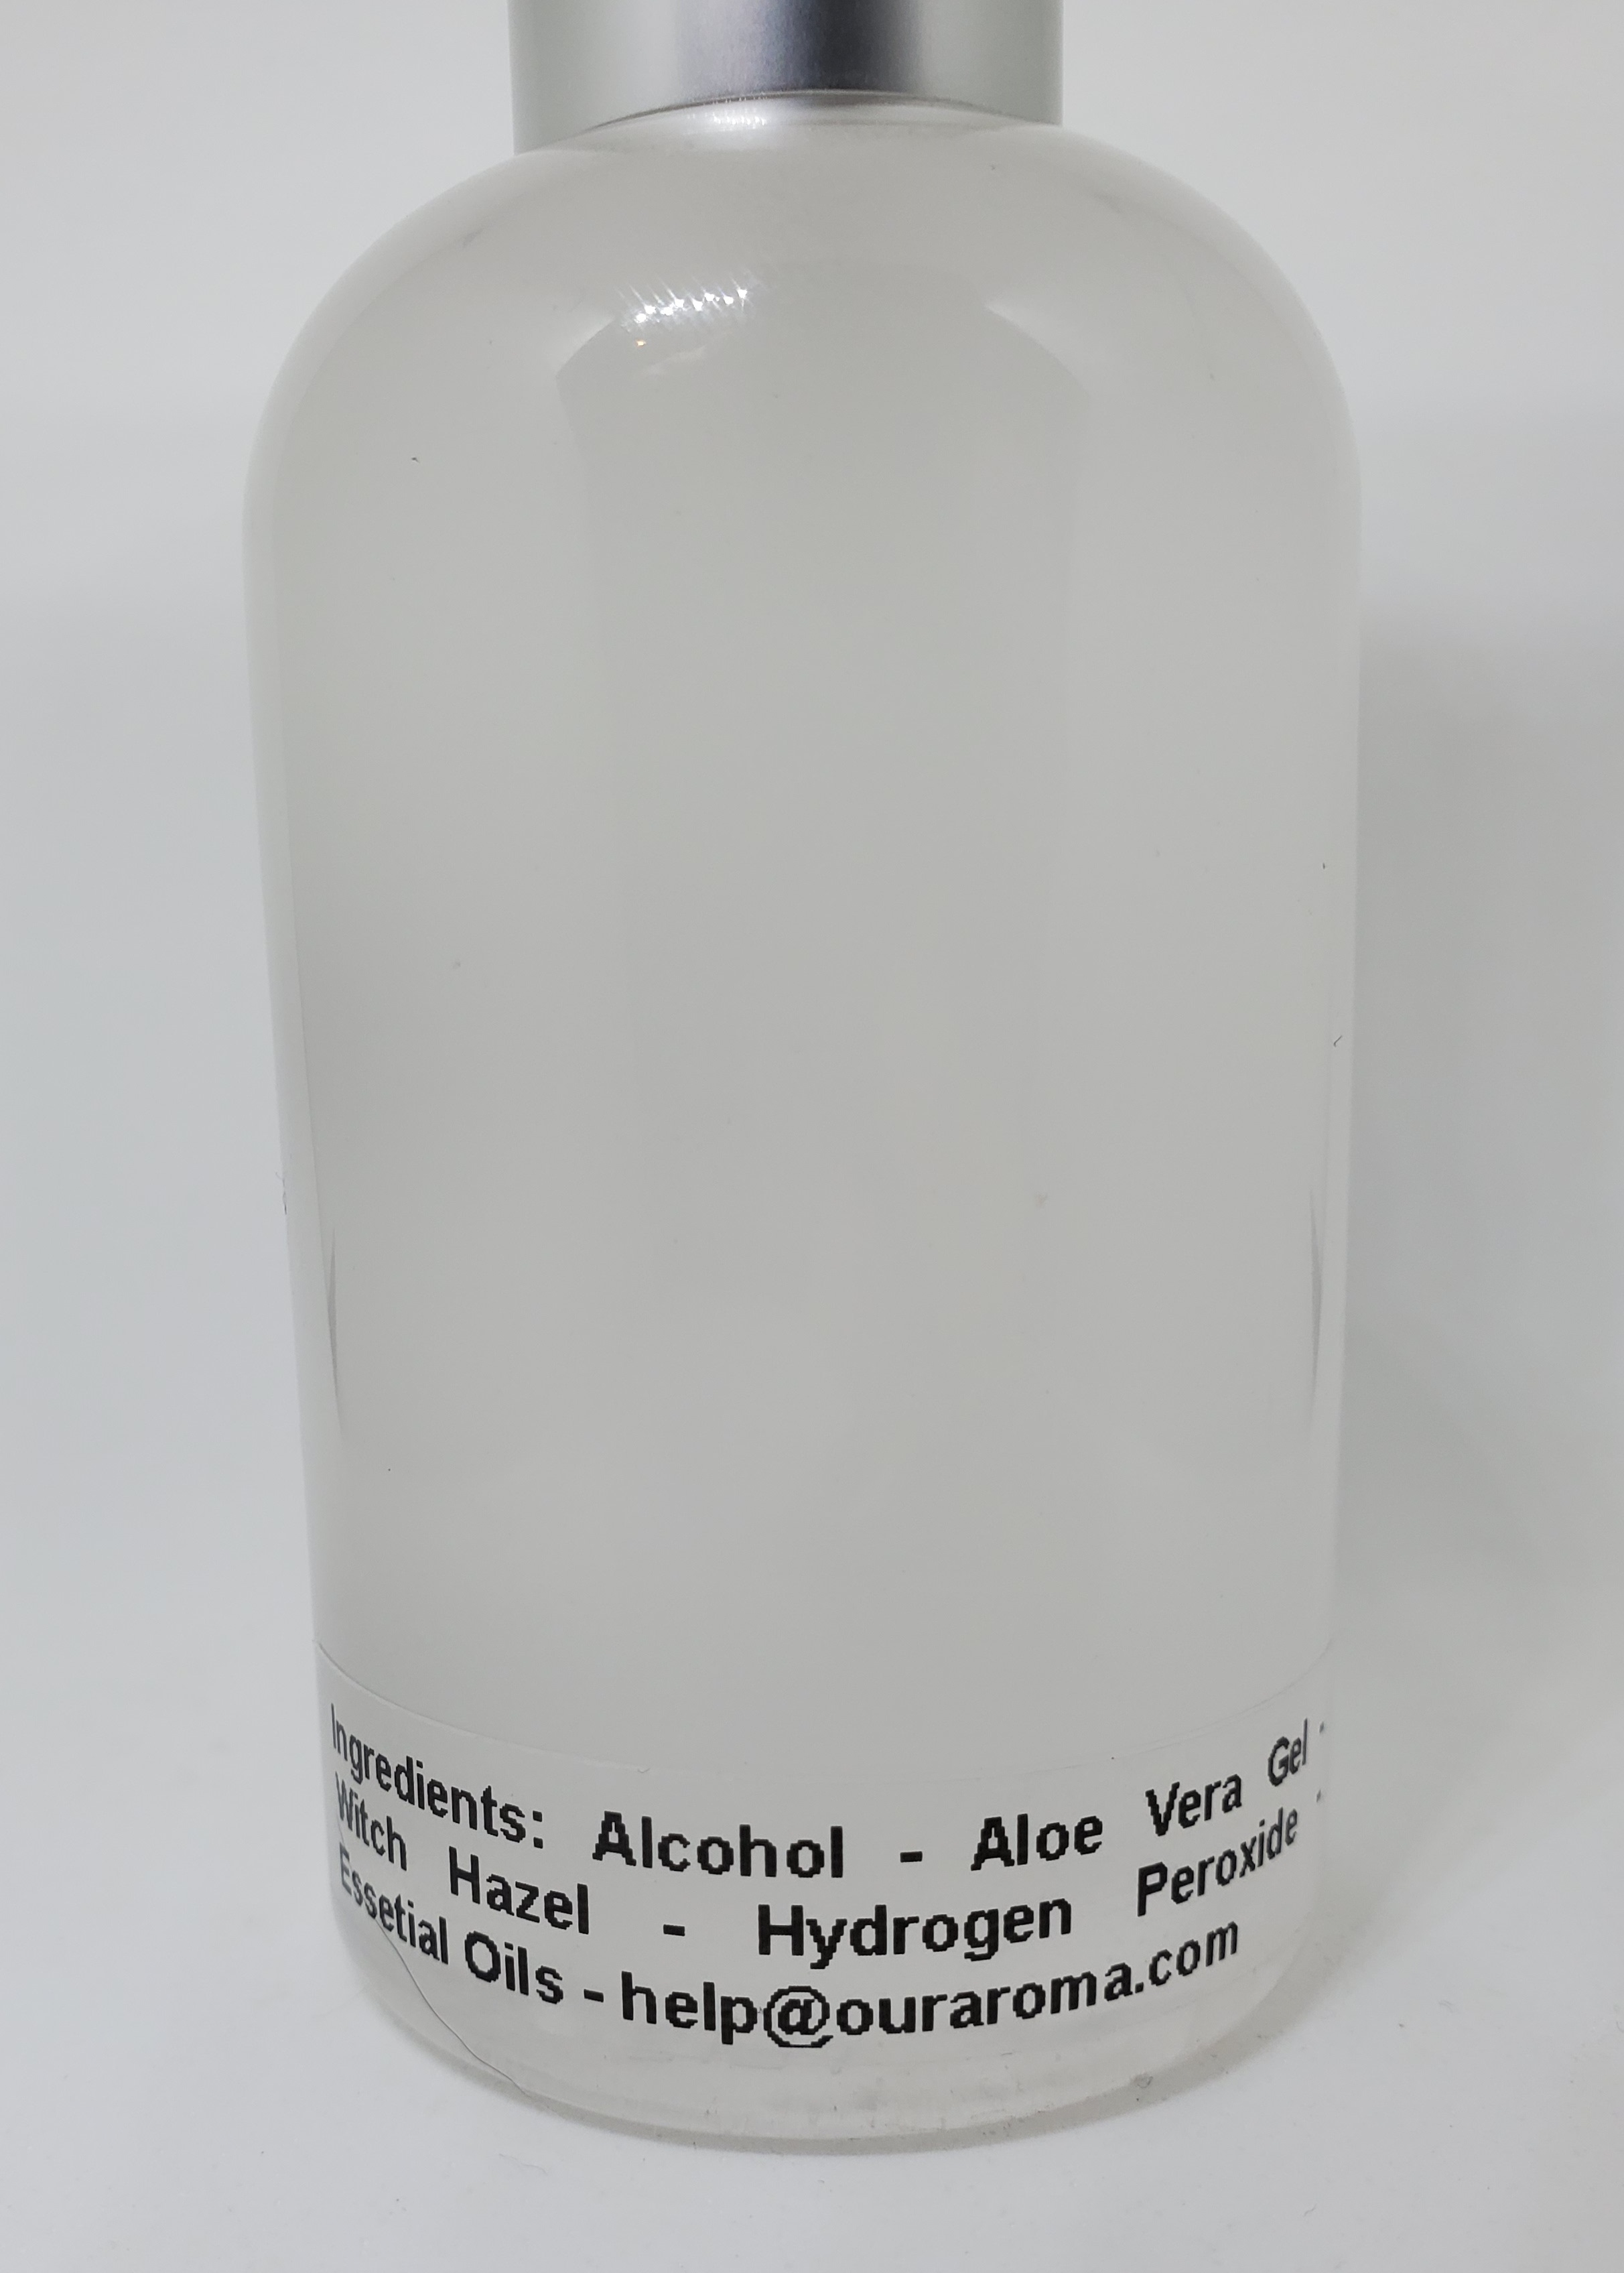 Ingredients: Alcohol - Aloe Vera Gel -
Witch Hazel - Hydrogen Peroxide -
Essetial Oils - help@ouraroma.com